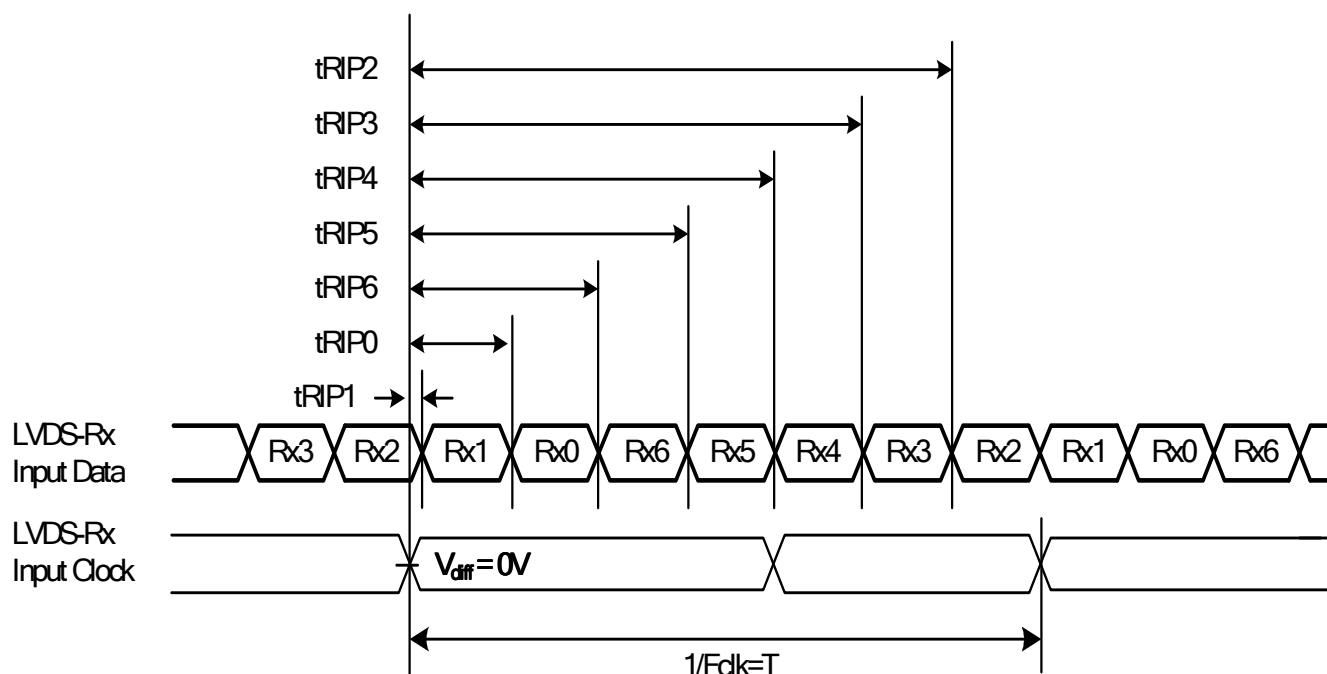 tRIP2
tRIP3
tRIP4
tRIP5
tRIP6
tRIP0
tRIP1
LVDS-Rx
Input Data
Rx3 Rx2 Rx1 Rx0 Rx6 Rx5 Rx4 Rx3 Rx2 Rx1 Rx0 Rx6
LVDS-Rx
Input Clock
Vdiff = 0V
1/Fclk=T